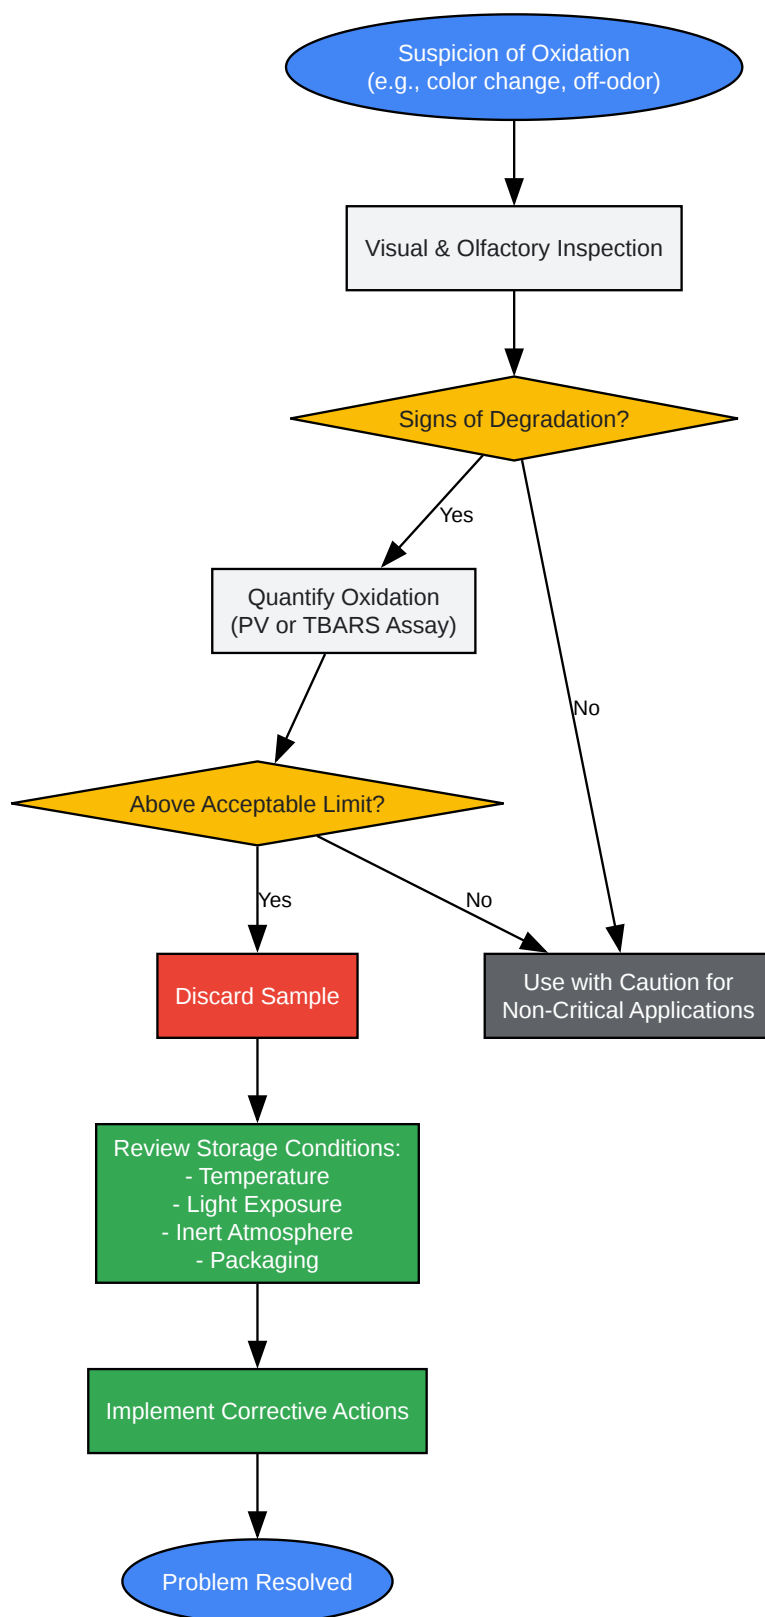 Suspicion of Oxidation
(e.g., color change, off-odor)
Visual & Olfactory Inspection
Signs of Degradation?
Yes
Quantify Oxidation
(PV or TBARS Assay)
No
Above Acceptable Limit?
Yes
No
Discard Sample
Use with Caution for
Non-Critical Applications
Review Storage Conditions:
- Temperature
- Light Exposure
- Inert Atmosphere
- Packaging
Implement Corrective Actions
Problem Resolved